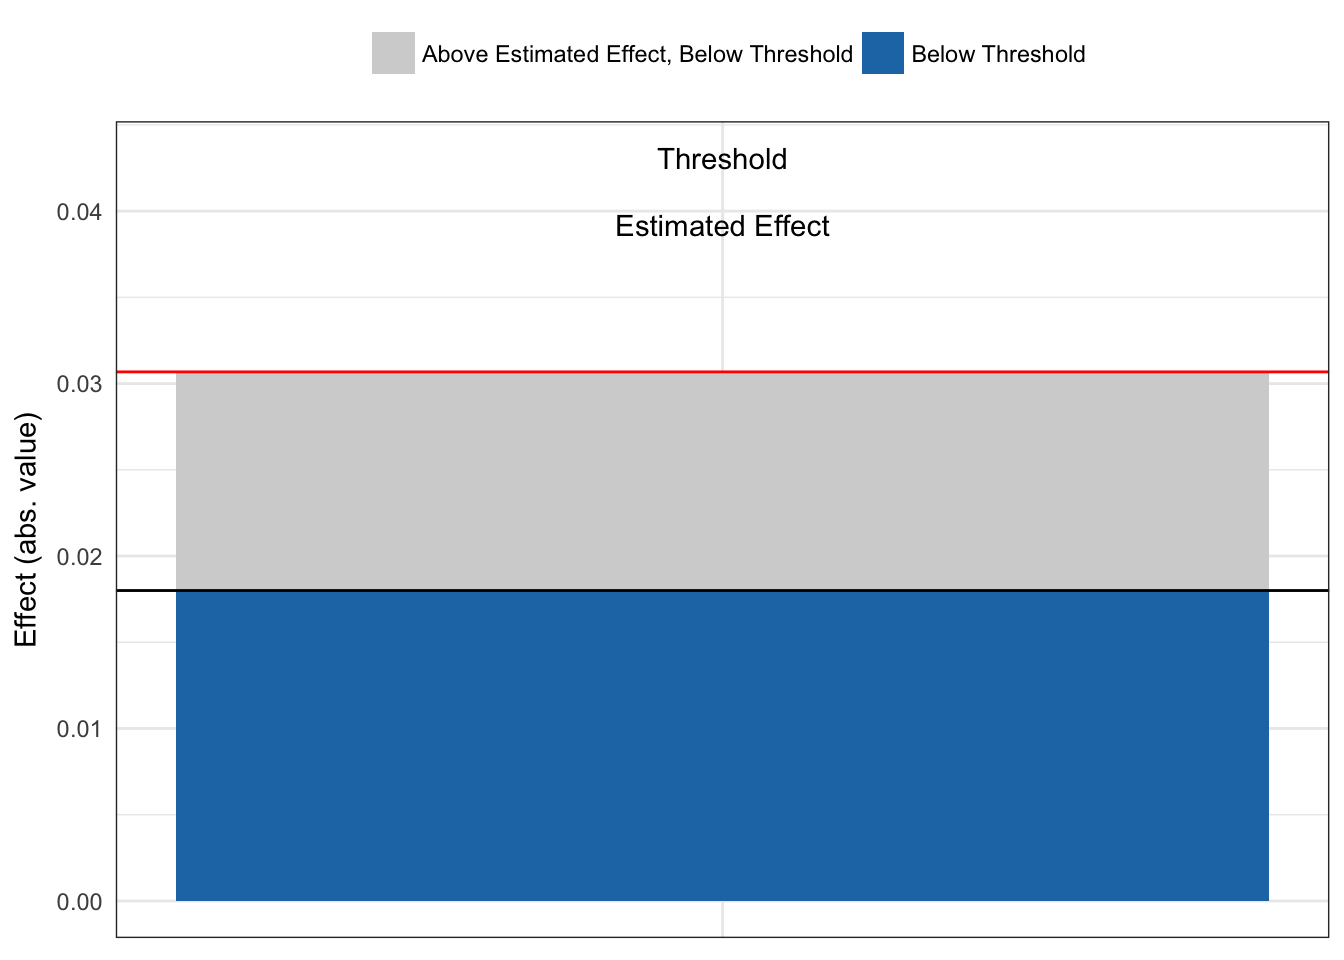 Above Estimated Effect, Below Threshold Below Threshold
Threshold
Estimated Effect
0.04
0.03
0.02
0.01
0.00
Effect (abs. value)